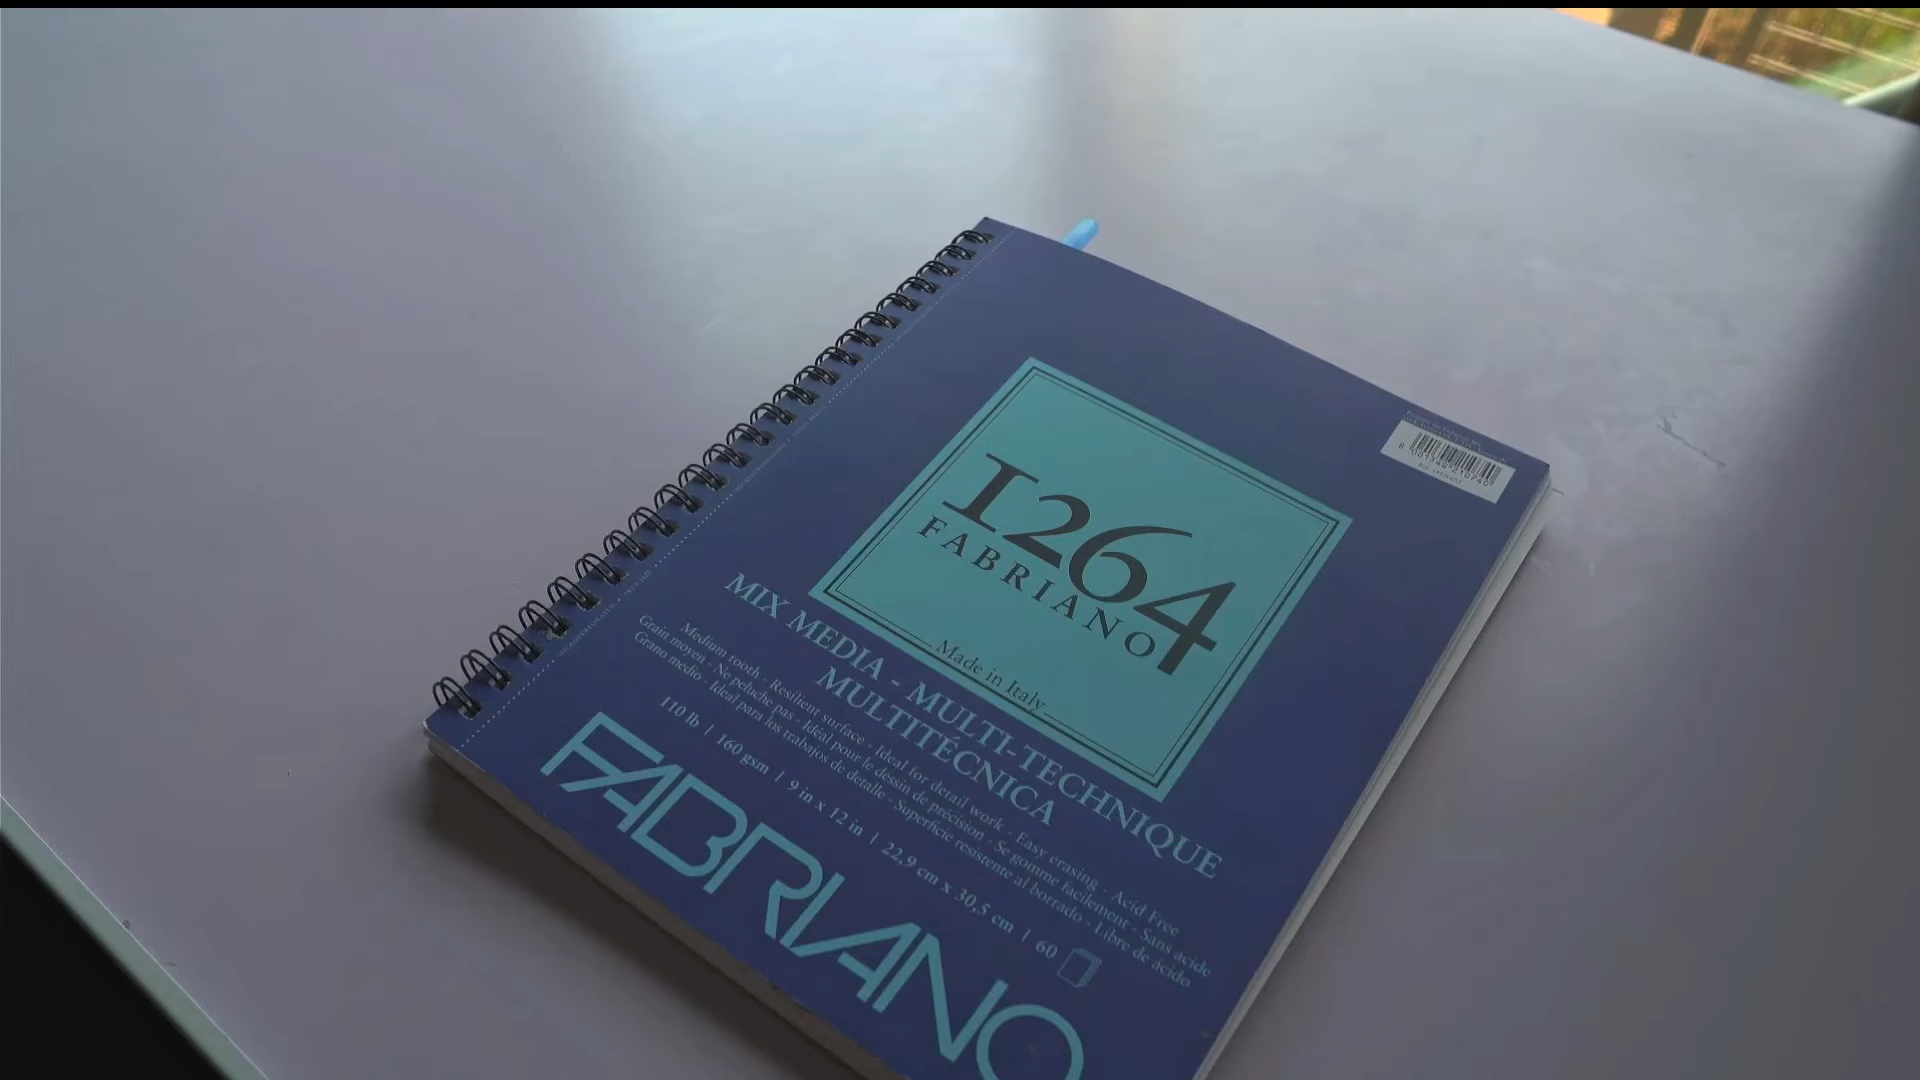 1264
FABRIANO
Made in Italy
MIX MEDIA - MULTI-TECHNIQUE
MULTITÉCNICA
Medium tooth - Resilient surface - Ideal for detail work - Easy erasing - Acid Free
Grain moyen - Ne peluche pas - Idéal pour le dessin de précision - Se gomme facilement - Sans acide
Grano medio - Ideal para los trabajos de detalle - Superficie resistente al borrado - Libre de ácido
110 lb | 160 gsm | 9 in x 12 in | 22,9 cm x 30,5 cm | 60
FABRIANO
8 001348 210740